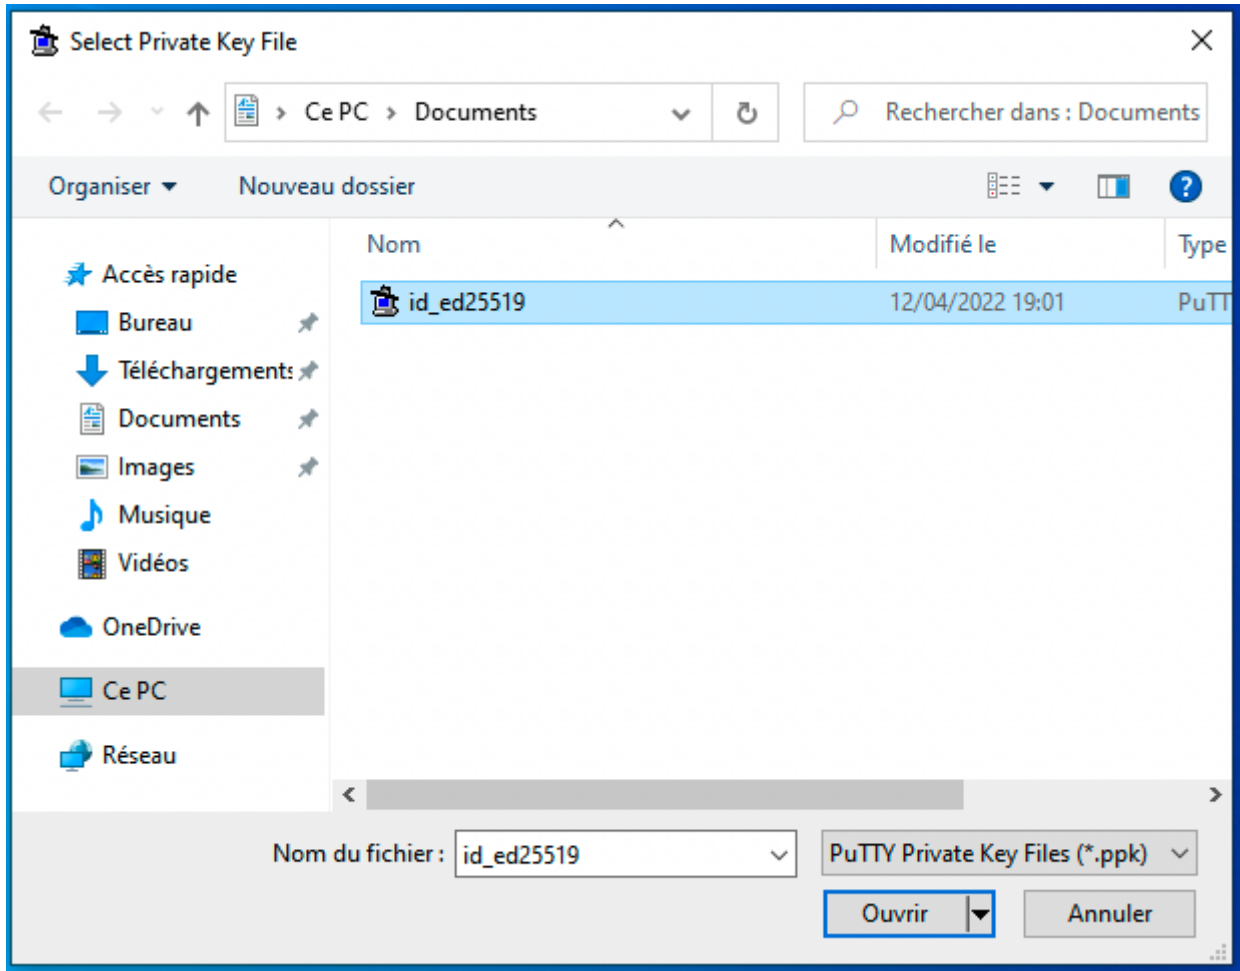 Select Private Key File
Ce PC > Documents
Rechercher dans : Documents
Organiser
Nouveau dossier
?
Nom
Modifié le
Type
Accès rapide
Bureau
Téléchargements
Documents
Images
Musique
Vidéos
OneDrive
Ce PC
Réseau
id_ed25519 12/04/2022 19:01 PuTT
Nom du fichier : id_ed25519
PuTTY Private Key Files (*.ppk)
Ouvrir
Annuler